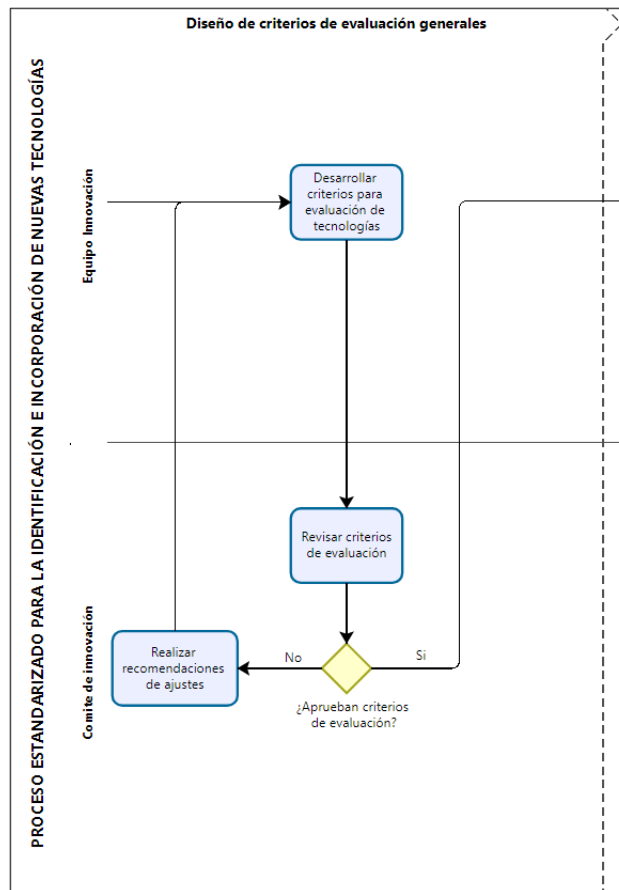 Diseño de criterios de evaluación generales
PROCESO ESTANDARIZADO PARA LA IDENTIFICACIÓN E INCORPORACIÓN DE NUEVAS TECNOLOGÍAS
Equipo Innovación
Desarrollar
criterios para
evaluación de
tecnologías
Comite de innovación
Revisar criterios
de evaluación
Realizar
recomendaciones
de ajustes
No
Si
¿Aprueban criterios
de evaluación?